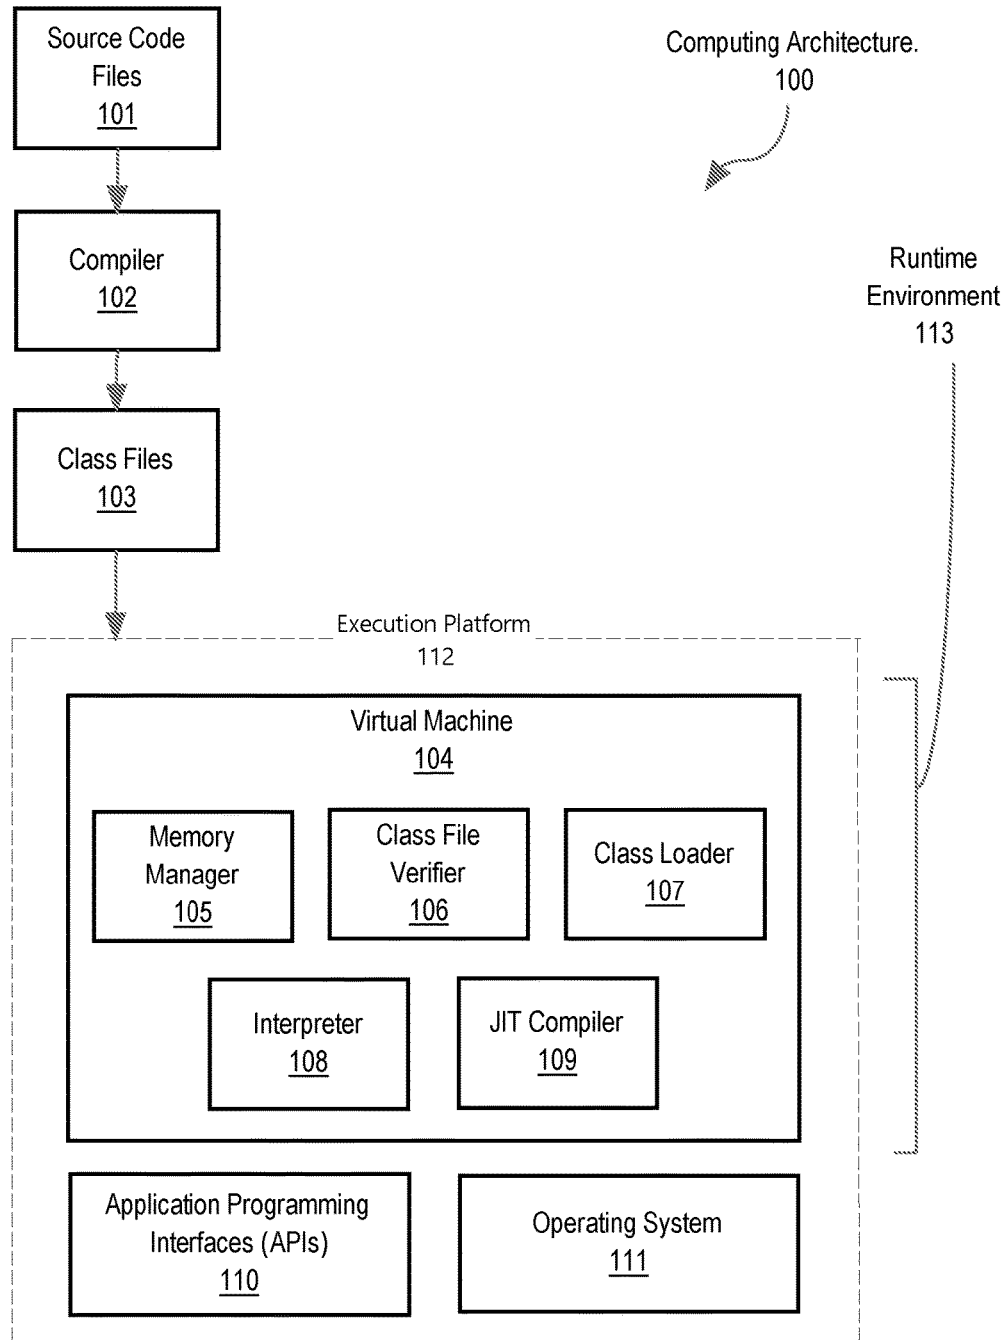 Source Code
Files
101
Computing Architecture.
100
Compiler
102
Runtime
Environment
113
Class Files
103
Execution Platform
112
Virtual Machine
104
Memory
Manager
105
Class File
Verifier
106
Class Loader
107
Interpreter
108
JIT Compiler
109
Application Programming
Interfaces (APIs)
110
Operating System
111